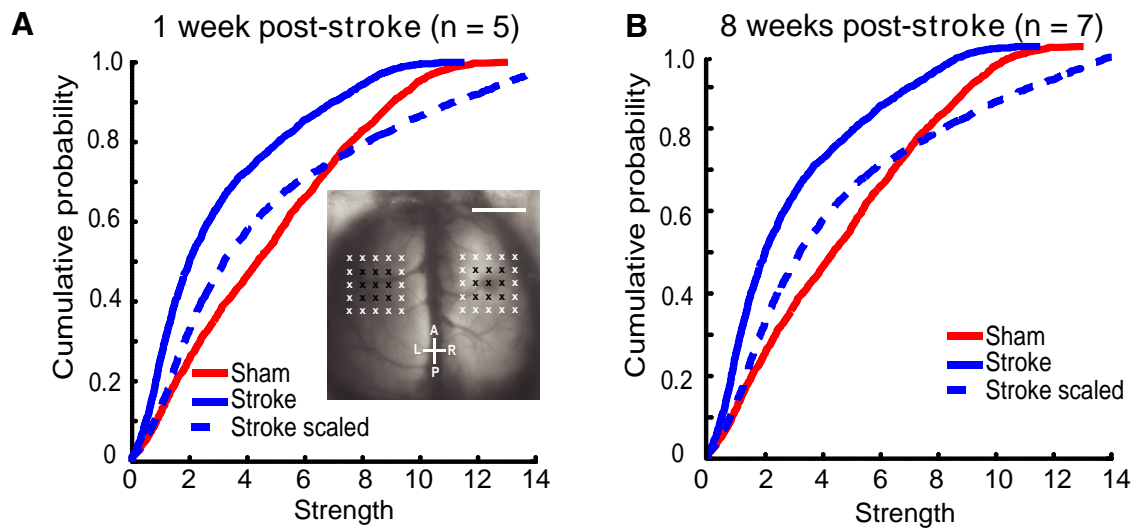 A
1 week post-stroke (n = 5)
Cumulative probability
1.0
0.8
0.6
0.4
0.2
0
x x x x x x x x x x
x x x x x x x x x x
x x x x x x x x x x
x x x x x x x x x x
x x x x x x x x x x
A
L R
P
Sham
Stroke
Stroke scaled
0 2 4 6 8 10 12 14
Strength
B
8 weeks post-stroke (n = 7)
Cumulative probability
1.0
0.8
0.6
0.4
0.2
0
Sham
Stroke
Stroke scaled
0 2 4 6 8 10 12 14
Strength